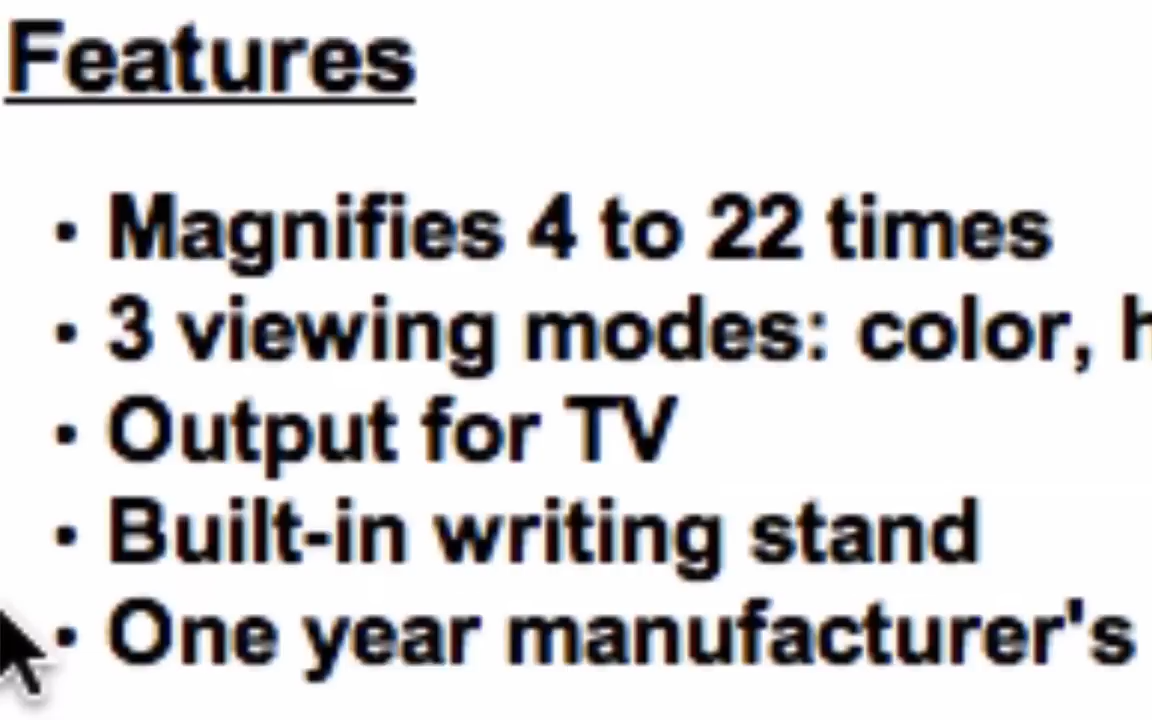 Features
• Magnifies 4 to 22 times
• 3 viewing modes: color,
• Output for TV
• Built-in writing stand
• One year manufacturer's